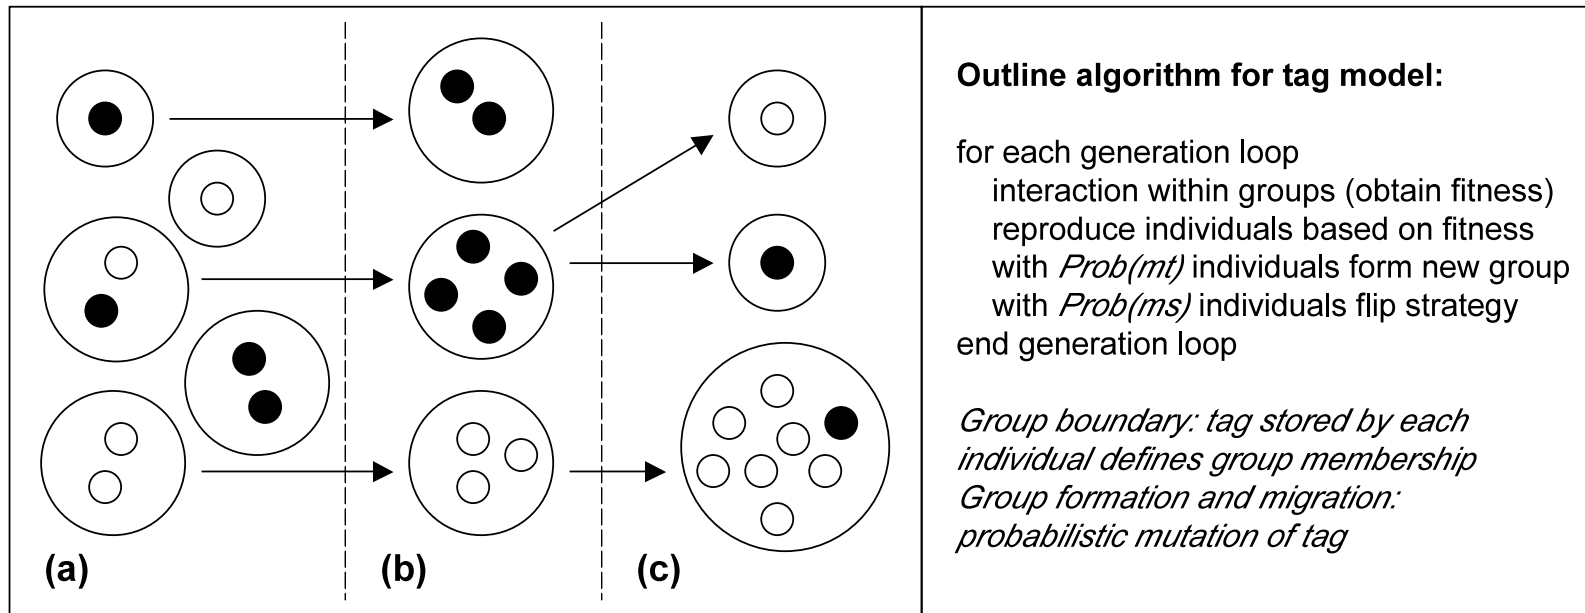 (a)
(b)
(c)
Outline algorithm for tag model:
for each generation loop
interaction within groups (obtain fitness)
reproduce individuals based on fitness
with Prob(mt) individuals form new group
with Prob(ms) individuals flip strategy
end generation loop
Group boundary: tag stored by each
individual defines group membership
Group formation and migration:
probabilistic mutation of tag